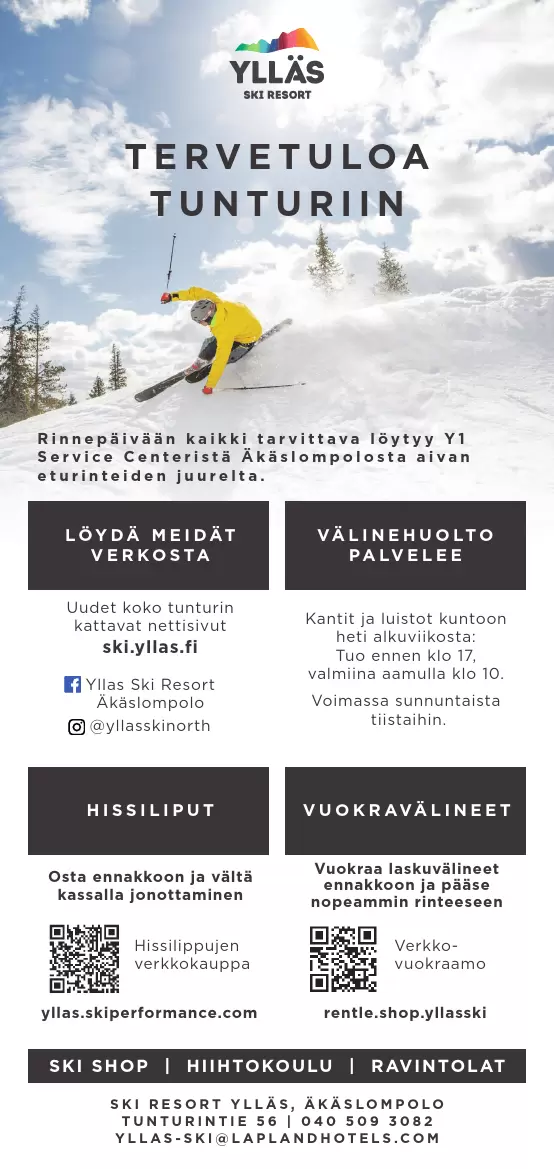 YLLÄS
SKI RESORT
TERVETULOA
TUNTURIIN
Rinnepäivään kaikki tarvittava löytyy Y1
Service Centeristä Äkäslompolosta aivan
eturinteiden juurelta.
LÖYDÄ MEIDÄT
VERKOSTA
Uudet koko tunturin
kattavat nettisivut
ski.yllas.fi
Yllas Ski Resort
Äkäslompolo
@yllasskinorth
VÄLINEHUOLTO
PALVELEE
Kantit ja luistot kuntoon
heti alkuviikosta:
Tuo ennen klo 17,
valmiina aamulla klo 10.
Voimassa sunnuntaista
tiistaihin.
HISSILIPUT
Osta ennakkoon ja vältä
kassalla jonottaminen
Hissilippujen
verkkokauppa
yllas.skiperformance.com
VUOKRAVÄLINEET
Vuokraa laskuvälineet
ennakkoon ja pääse
nopeammin rinteeseen
Verkko-
vuokraamo
rentle.shop.yllasski
SKI SHOP | HIIHTOKOULU | RAVINTOLAT
SKI RESORT YLLÄS, ÄKÄSLOMPOLO
TUNTURINTIE 56 | 040 509 3082
YLLAS-SKI@LAPLANDHOTELS.COM